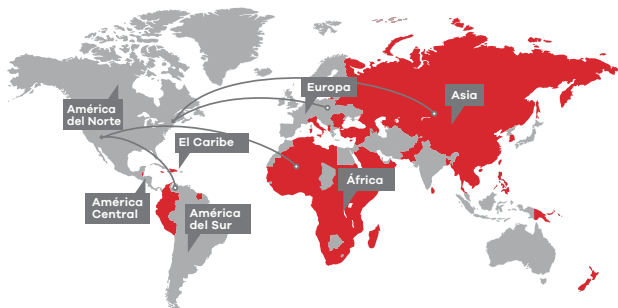 Europa
Asia
América
del Norte
El Caribe
África
América
Central
América
del Sur